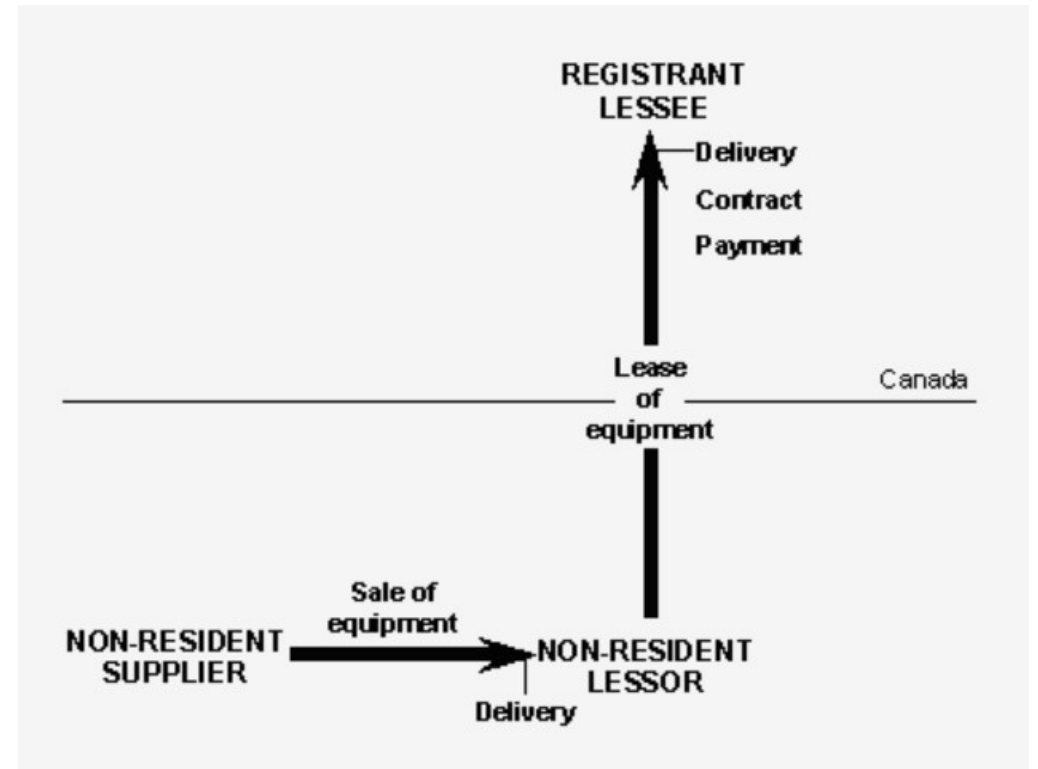 REGISTRANT
LESSEE
Delivery
Contract
Payment
Lease
of
equipment
Canada
Sale of
equipment
NON-RESIDENT
SUPPLIER
NON-RESIDENT
LESSOR
Delivery